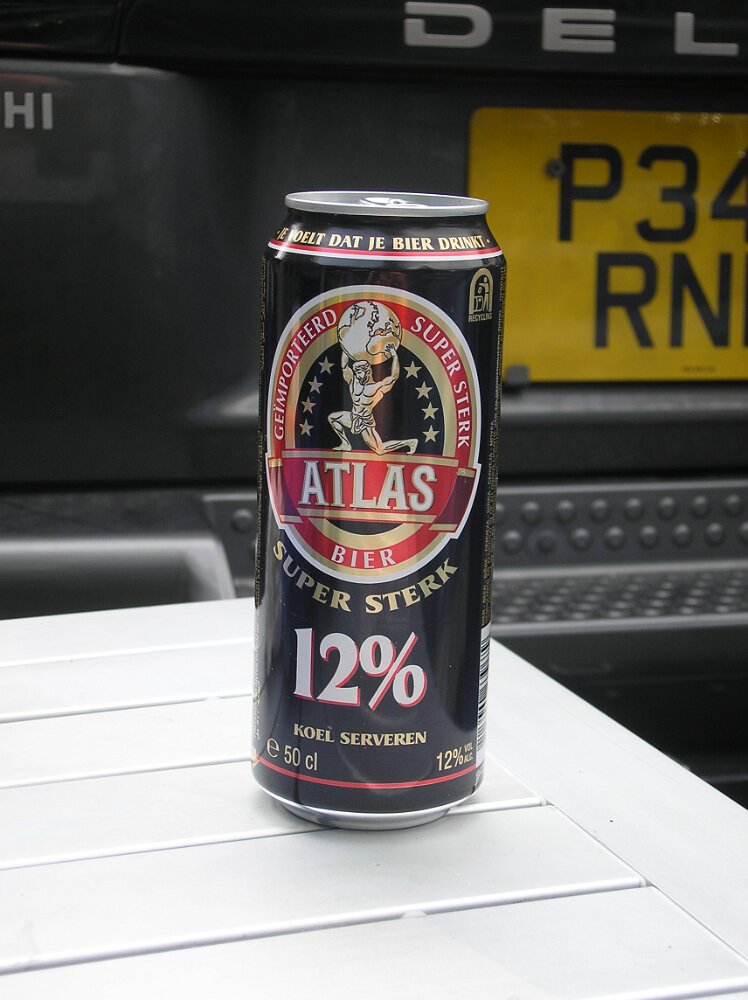 DEL
HI
P34
RN
JE VOELT DAT JE BIER DRINKT
RECYCLING
GEÏMPORTEERD SUPER STERK
ATLAS
BIER
SUPER STERK
12%
KOEL SERVEREN
e 50 cl
12% VOL ALC.